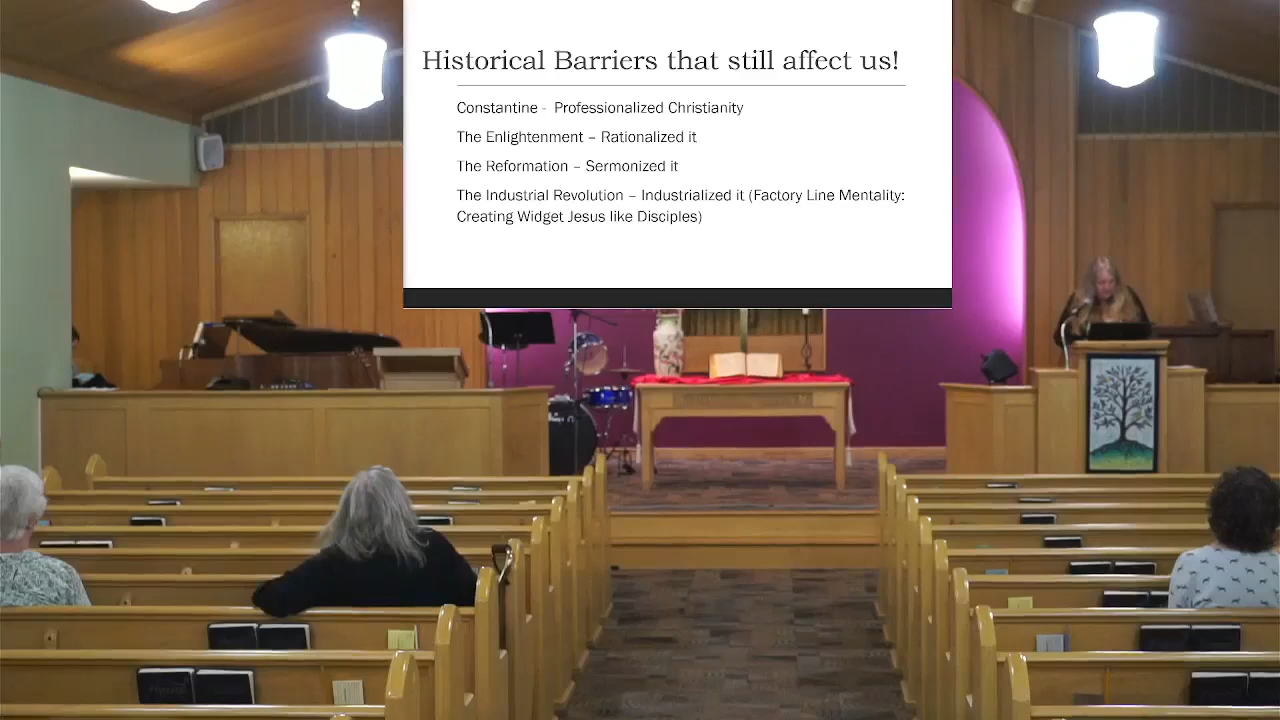 Historical Barriers that still affect us!
Constantine - Professionalized Christianity
The Enlightenment – Rationalized it
The Reformation – Sermonized it
The Industrial Revolution – Industrialized it (Factory Line Mentality:
Creating Widget Jesus like Disciples)